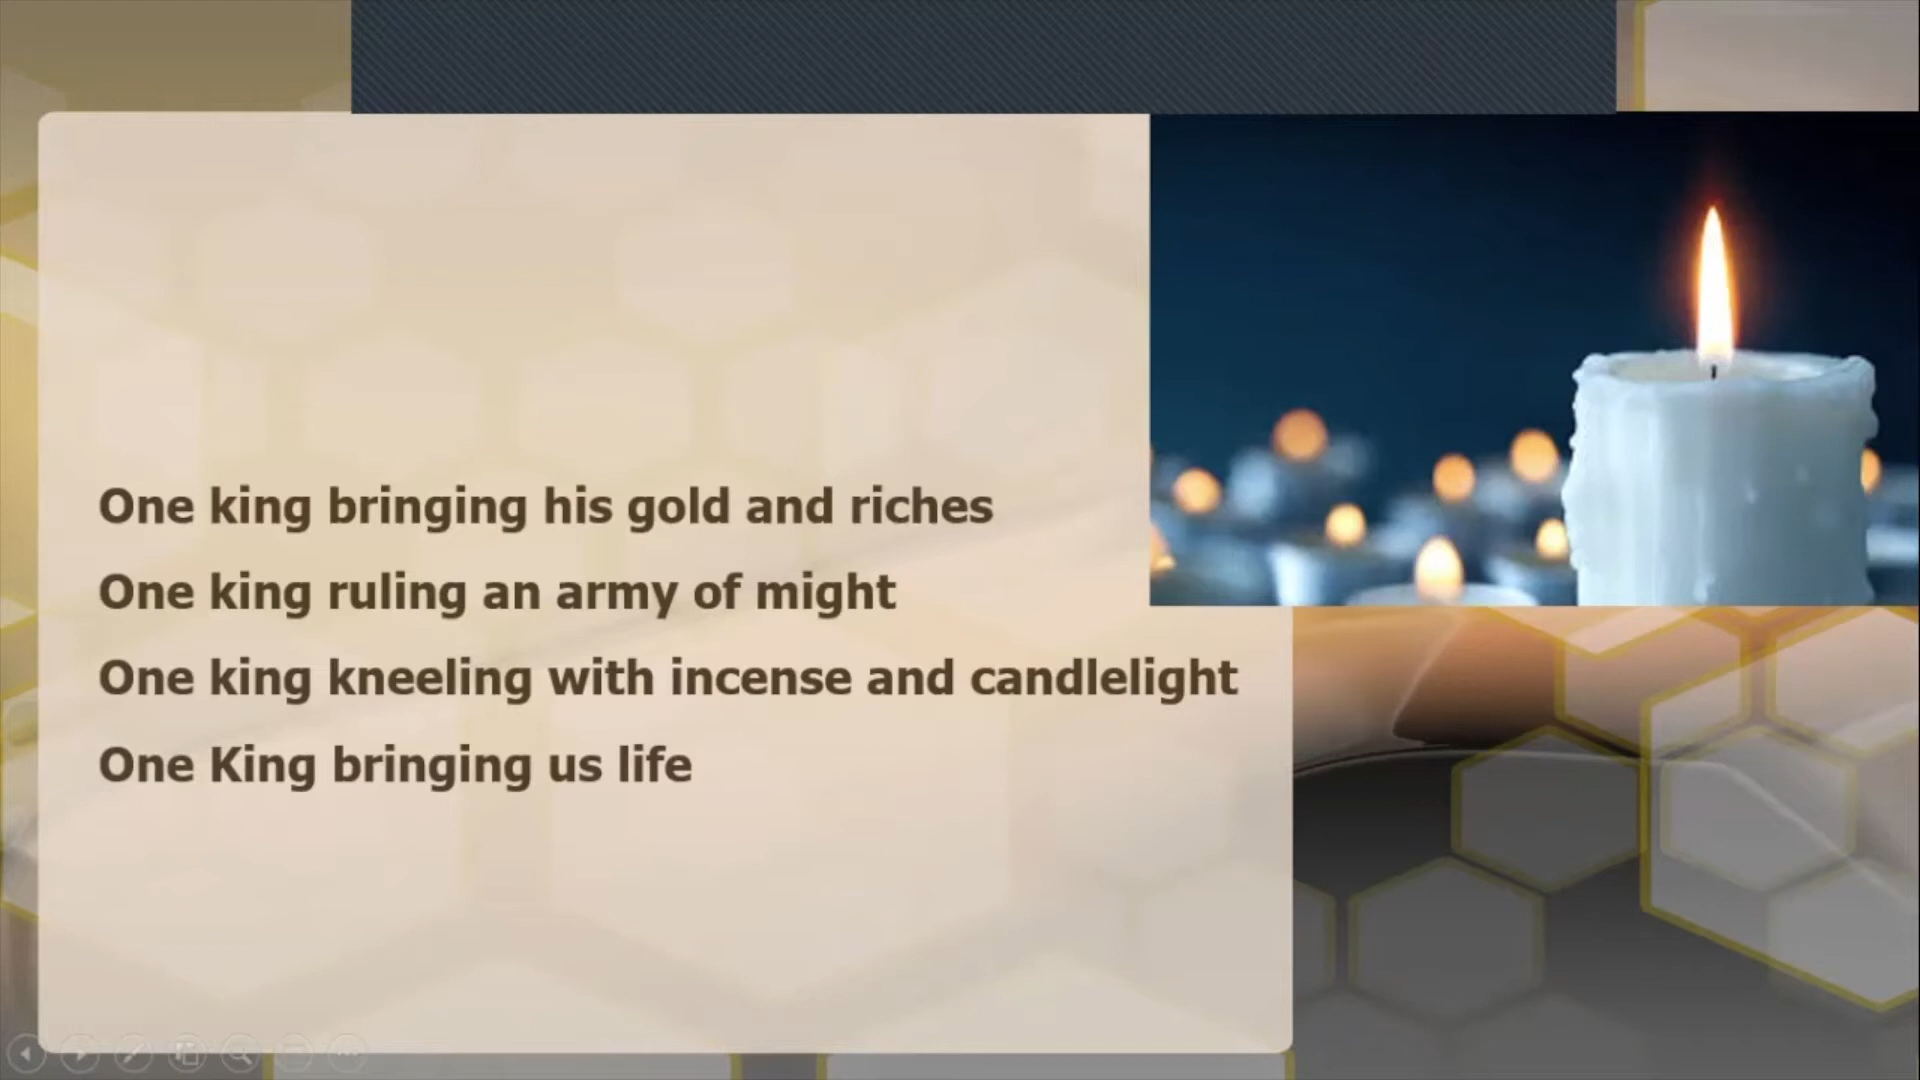 One king bringing his gold and riches
One king ruling an army of might
One king kneeling with incense and candlelight
One King bringing us life